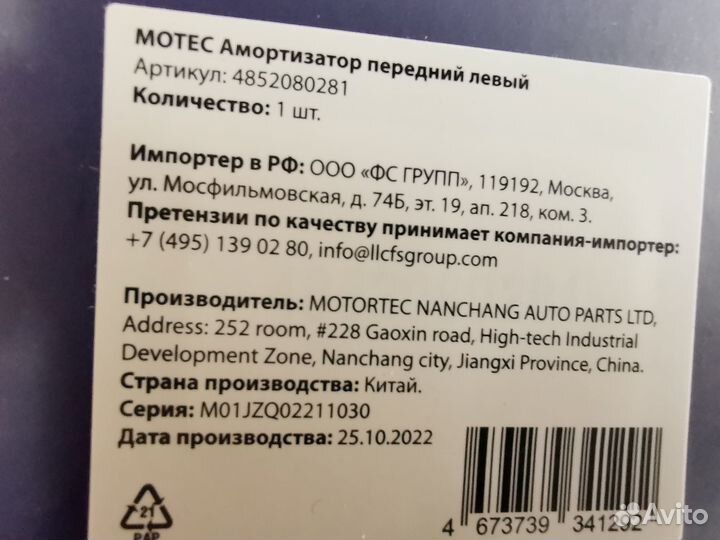 MOTEC Амортизатор передний левый
Артикул: 4852080281
Количество: 1 шт.
Импортер в РФ: ООО «ФС ГРУПП», 119192, Москва,
ул. Мосфильмовская, д. 74Б, эт. 19, ап. 218, ком. 3.
Претензии по качеству принимает компания-импортер:
+7 (495) 139 02 80, info@llcfsgroup.com
Производитель: MOTORTEC NANCHANG AUTO PARTS LTD,
Address: 252 room, #228 Gaoxin road, High-tech Industrial
Development Zone, Nanchang city, Jiangxi Province, China.
Страна производства: Китай.
Серия: M01JZQ02211030
Дата производства: 25.10.2022
21
PAP
4 673739 341292
Avito